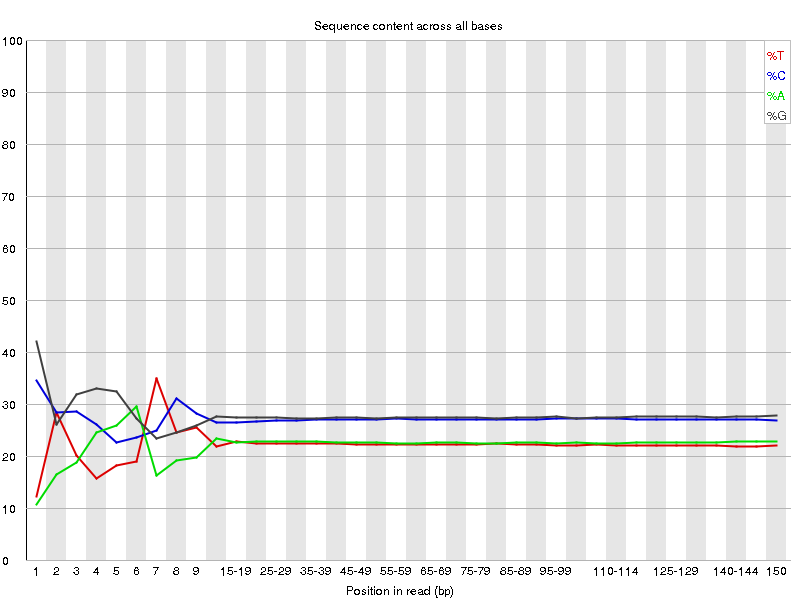 Sequence content across all bases
100
90
80
70
60
50
40
30
20
10
0
%T
%C
%A
%G
1 2 3 4 5 6 7 8 9 15-19 25-29 35-39 45-49 55-59 65-69 75-79 85-89 95-99 110-114 125-129 140-144 150
Position in read (bp)